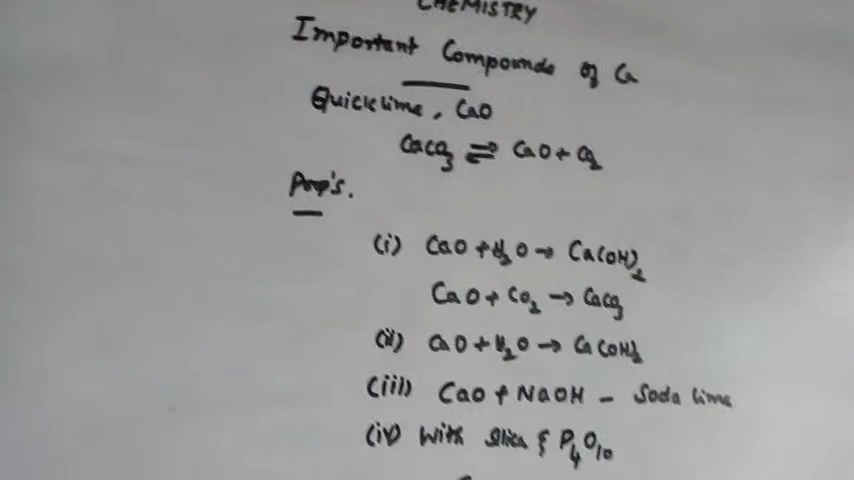 CHEMISTRY
Important Compounds of Ca
Quicklime, CaO
CaCO3 ⇌ CaO + CO2
Prop's.
(i) CaO + H2O → Ca(OH)2
CaO + CO2 → CaCO3
(ii) CaO + H2O → Ca(OH)2
(iii) CaO + NaOH - Soda lime
(iv) With silica & P4O10